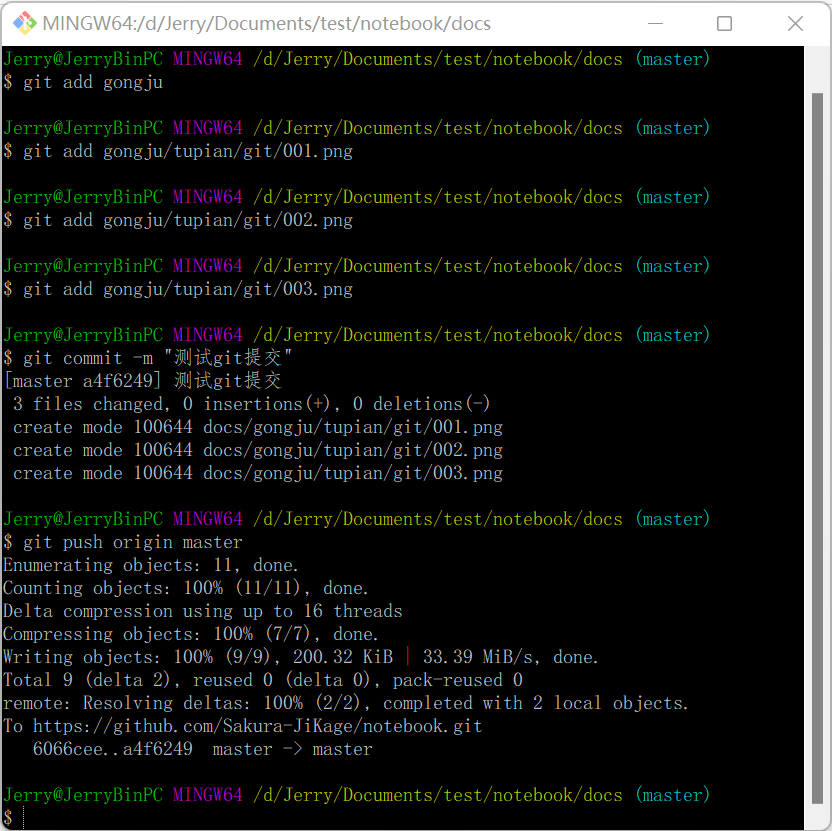 MINGW64:/d/Jerry/Documents/test/notebook/docs
Jerry@JerryBinPC MINGW64 /d/Jerry/Documents/test/notebook/docs (master)
$ git add gongju
Jerry@JerryBinPC MINGW64 /d/Jerry/Documents/test/notebook/docs (master)
$ git add gongju/tupian/git/001.png
Jerry@JerryBinPC MINGW64 /d/Jerry/Documents/test/notebook/docs (master)
$ git add gongju/tupian/git/002.png
Jerry@JerryBinPC MINGW64 /d/Jerry/Documents/test/notebook/docs (master)
$ git add gongju/tupian/git/003.png
Jerry@JerryBinPC MINGW64 /d/Jerry/Documents/test/notebook/docs (master)
$ git commit -m "测试git提交"
[master a4f6249] 测试git提交
 3 files changed, 0 insertions(+), 0 deletions(-)
 create mode 100644 docs/gongju/tupian/git/001.png
 create mode 100644 docs/gongju/tupian/git/002.png
 create mode 100644 docs/gongju/tupian/git/003.png
Jerry@JerryBinPC MINGW64 /d/Jerry/Documents/test/notebook/docs (master)
$ git push origin master
Enumerating objects: 11, done.
Counting objects: 100% (11/11), done.
Delta compression using up to 16 threads
Compressing objects: 100% (7/7), done.
Writing objects: 100% (9/9), 200.32 KiB | 33.39 MiB/s, done.
Total 9 (delta 2), reused 0 (delta 0), pack-reused 0
remote: Resolving deltas: 100% (2/2), completed with 2 local objects.
To https://github.com/Sakura-JiKage/notebook.git
   6066cee..a4f6249  master -> master
Jerry@JerryBinPC MINGW64 /d/Jerry/Documents/test/notebook/docs (master)
$